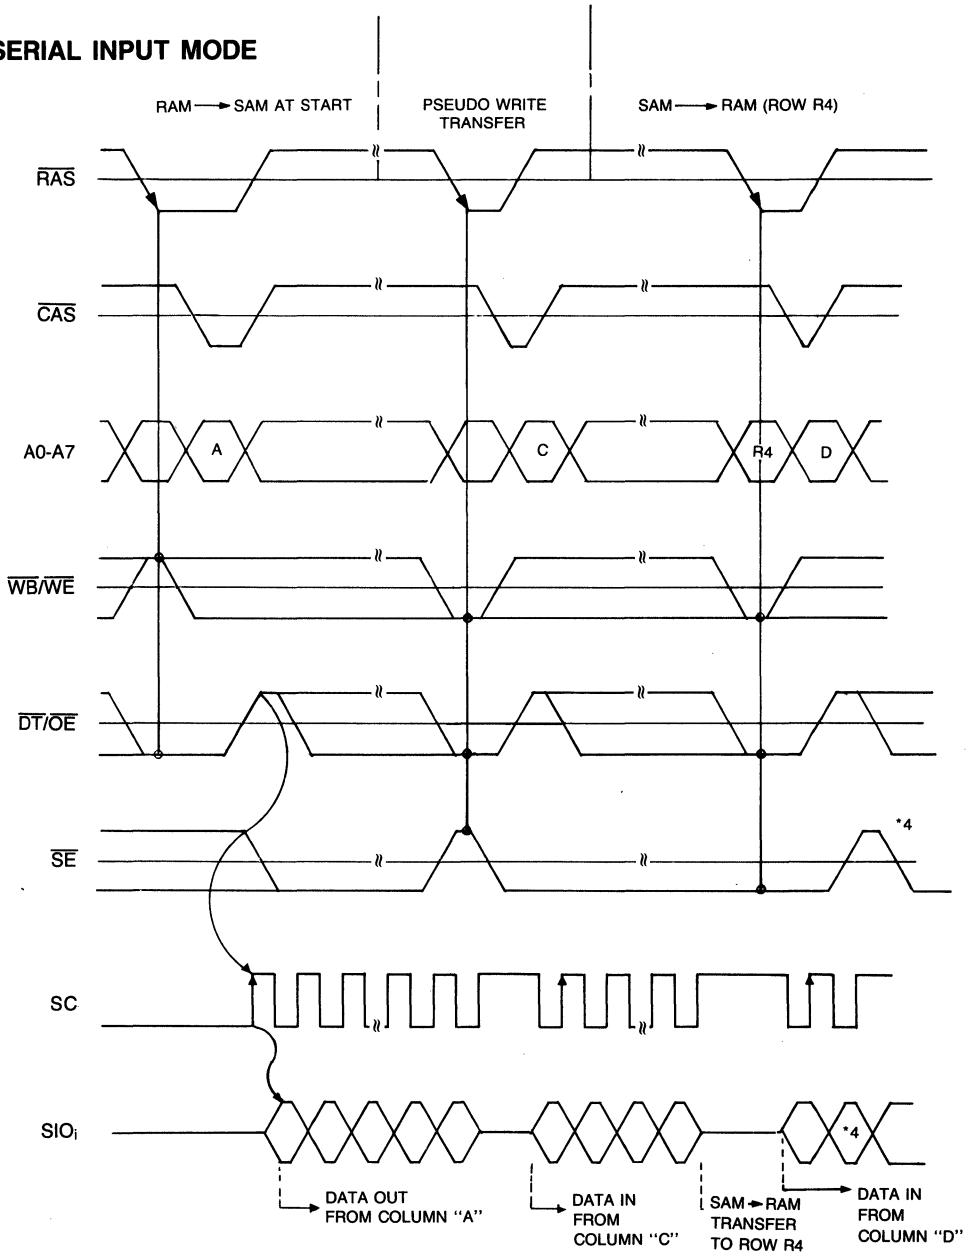 SERIAL INPUT MODE
RAM → SAM AT START
PSEUDO WRITE
TRANSFER
SAM → RAM (ROW R4)
RAS
CAS
A0-A7
A
C
R4
D
WB/WE
DT/OE
SE
*4
SC
SIOi
*4
DATA OUT
FROM COLUMN "A"
DATA IN
FROM
COLUMN "C"
SAM → RAM
TRANSFER
TO ROW R4
DATA IN
FROM
COLUMN "D"